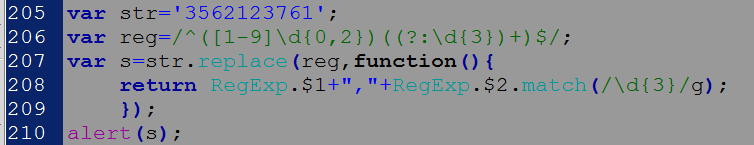 205 var str='3562123761';
206 var reg=/^([1-9]\d{0,2})((?:\d{3})+)$/;
207 var s=str.replace(reg,function(){
208     return RegExp.$1+","+RegExp.$2.match(/\d{3}/g);
209     });
210 alert(s);